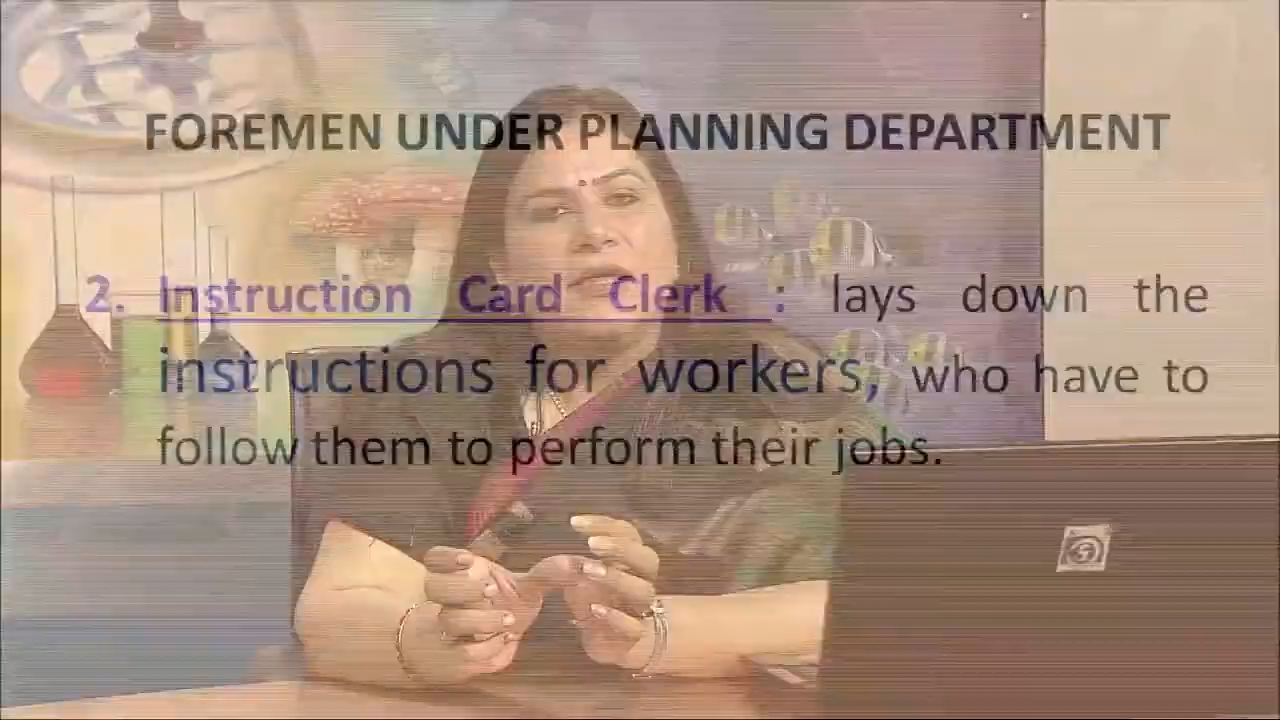 FOREMEN UNDER PLANNING DEPARTMENT
2. Instruction Card Clerk : lays down the
instructions for workers, who have to
follow them to perform their jobs.